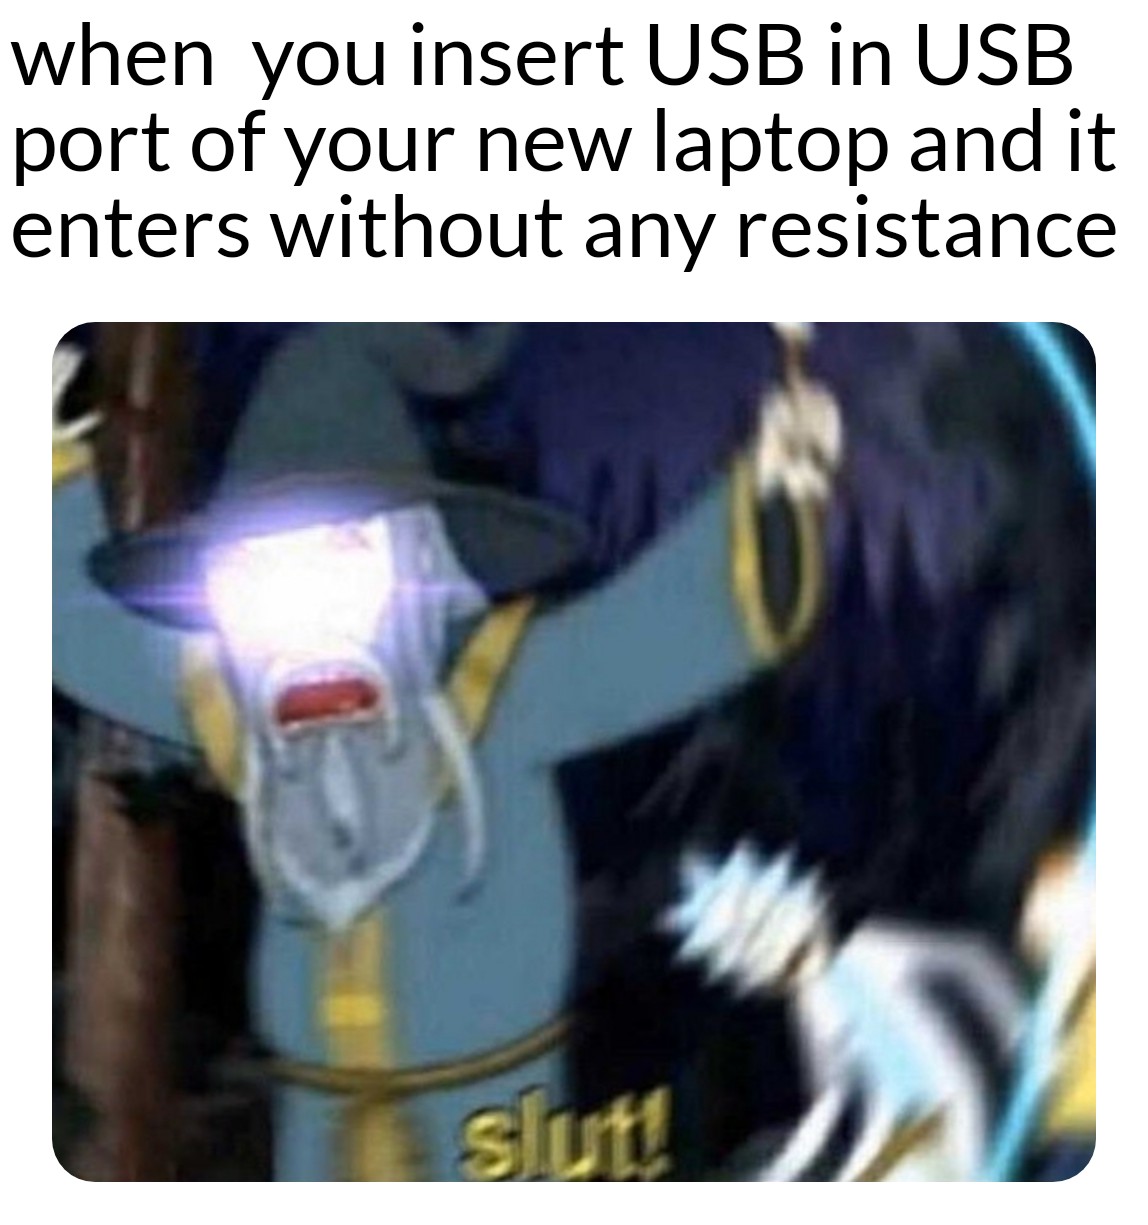 when  you insert USB in USB
port of your new laptop and it
enters without any resistance
slut!